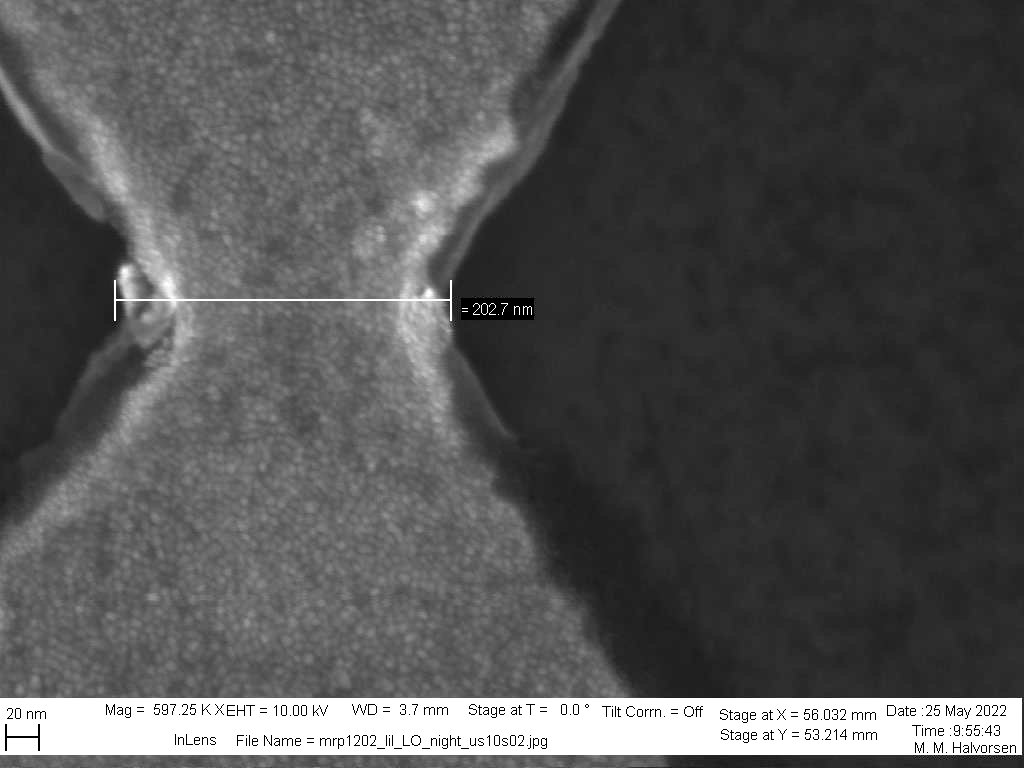 = 202.7 nm
20 nm
Mag = 597.25 K X
EHT = 10.00 kV
WD = 3.7 mm
Stage at T = 0.0 °
Tilt Corrn. = Off
Stage at X = 56.032 mm
Stage at Y = 53.214 mm
Date :25 May 2022
Time :9:55:43
InLens
File Name = mrp1202_lil_LO_night_us10s02.jpg
M. M. Halvorsen